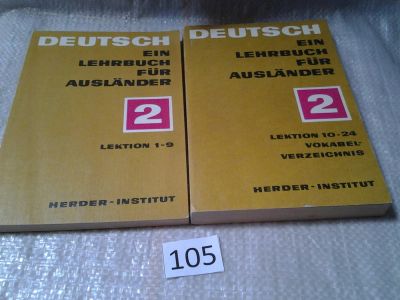 DEUTSCH
EIN
LEHRBUCH
FÜR
AUSLÄNDER
2
LEKTION 1-9
HERDER-INSTITUT
DEUTSCH
EIN
LEHRBUCH
FÜR
AUSLÄNDER
2
LEKTION 10-24
VOKABEL-
VERZEICHNIS
HERDER-INSTITUT
105